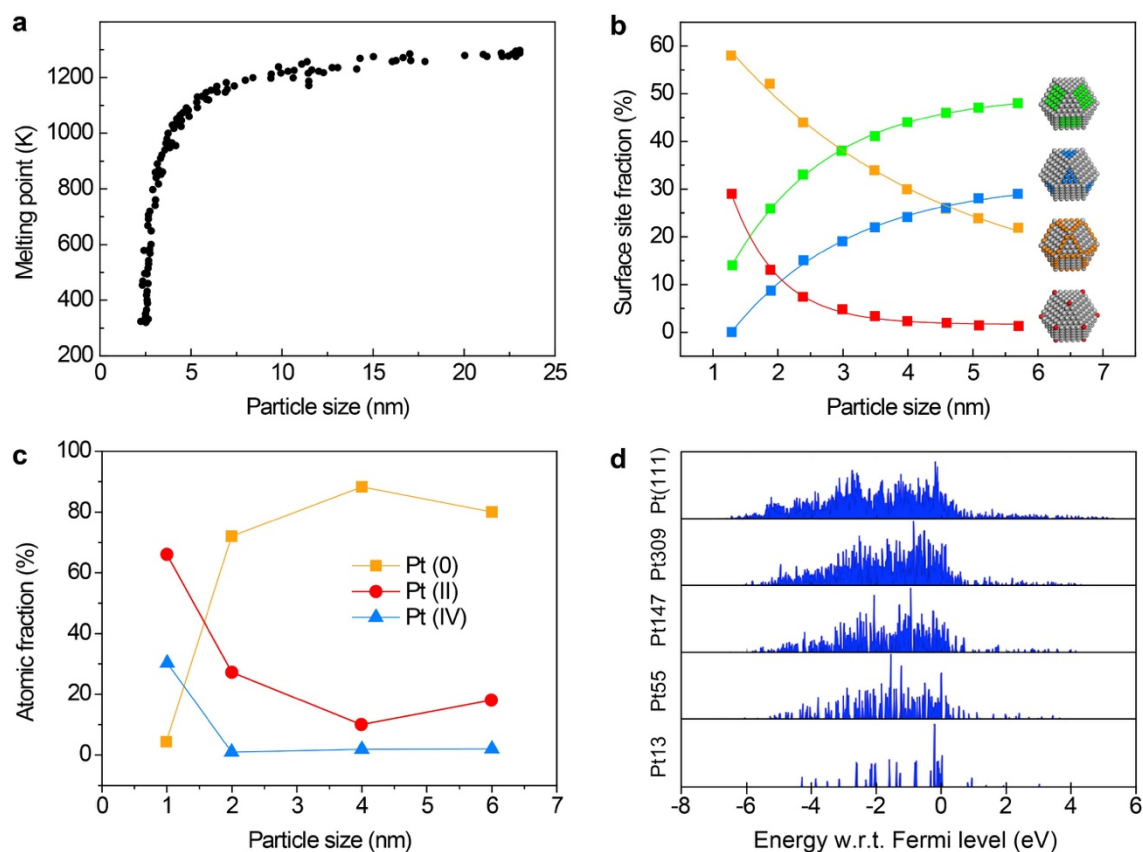 a
Melting point (K)
1200
1000
800
600
400
200
0 5 10 15 20 25
Particle size (nm)
b
Surface site fraction (%)
60
50
40
30
20
10
0
1 2 3 4 5 6 7
Particle size (nm)
c
Atomic fraction (%)
100
80
60
40
20
0
Pt (0)
Pt (II)
Pt (IV)
0 1 2 3 4 5 6 7
Particle size (nm)
d
Pt(111)
Pt309
Pt147
Pt55
Pt13
-8 -6 -4 -2 0 2 4 6
Energy w.r.t. Fermi level (eV)